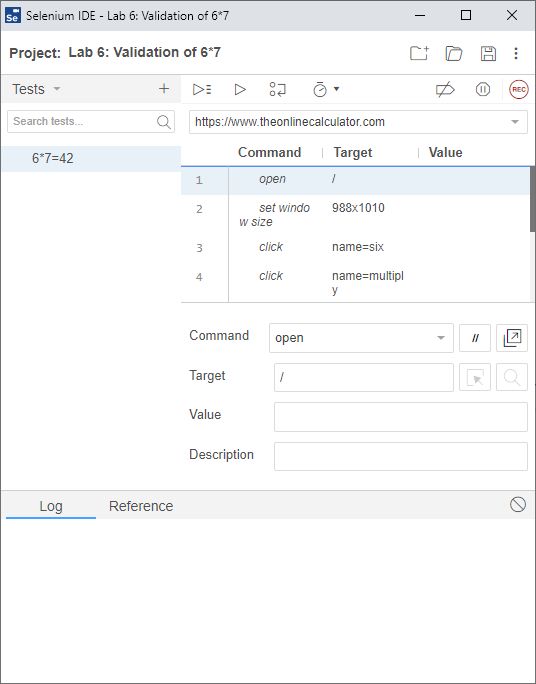 Se Selenium IDE - Lab 6: Validation of 6*7
Project: Lab 6: Validation of 6*7
Tests
REC
Search tests...
https://www.theonlinecalculator.com
6*7=42
Command Target Value
1 open /
2 set windo
w size 988x1010
3 click name=six
4 click name=multipl
y
Command open //
Target /
Value
Description
Log Reference